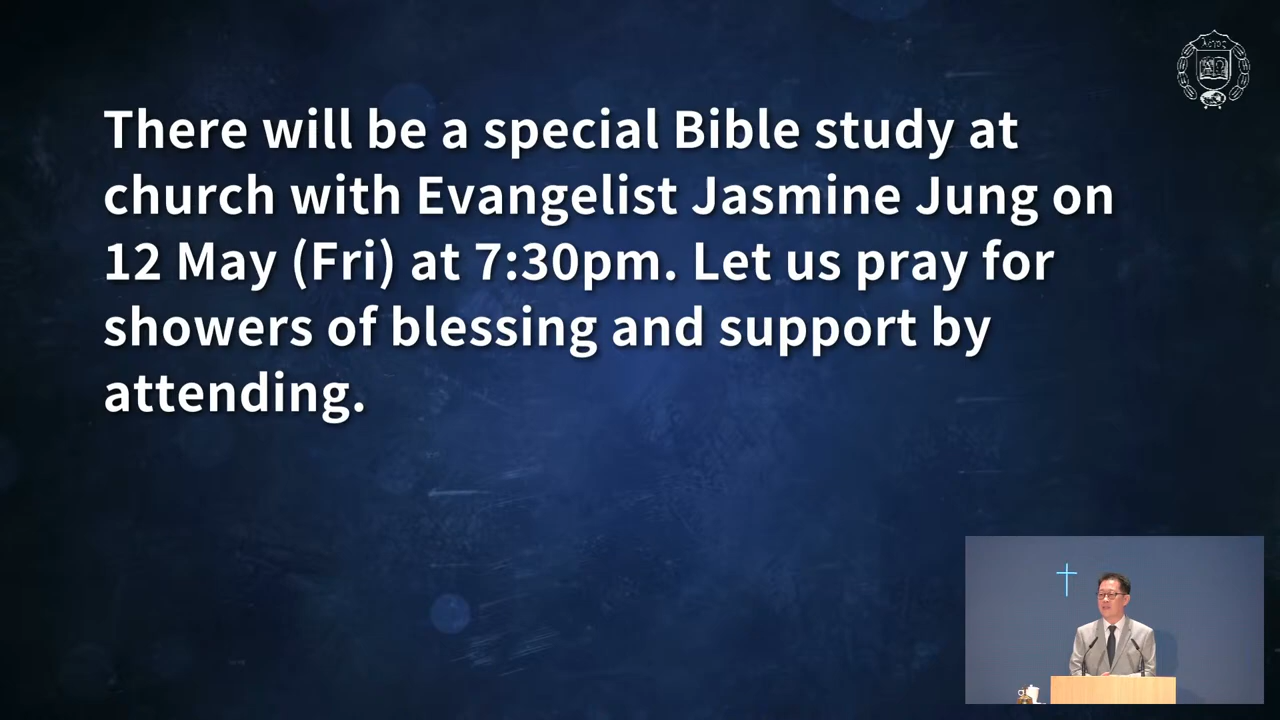 λόγος
There will be a special Bible study at
church with Evangelist Jasmine Jung on
12 May (Fri) at 7:30pm. Let us pray for
showers of blessing and support by
attending.